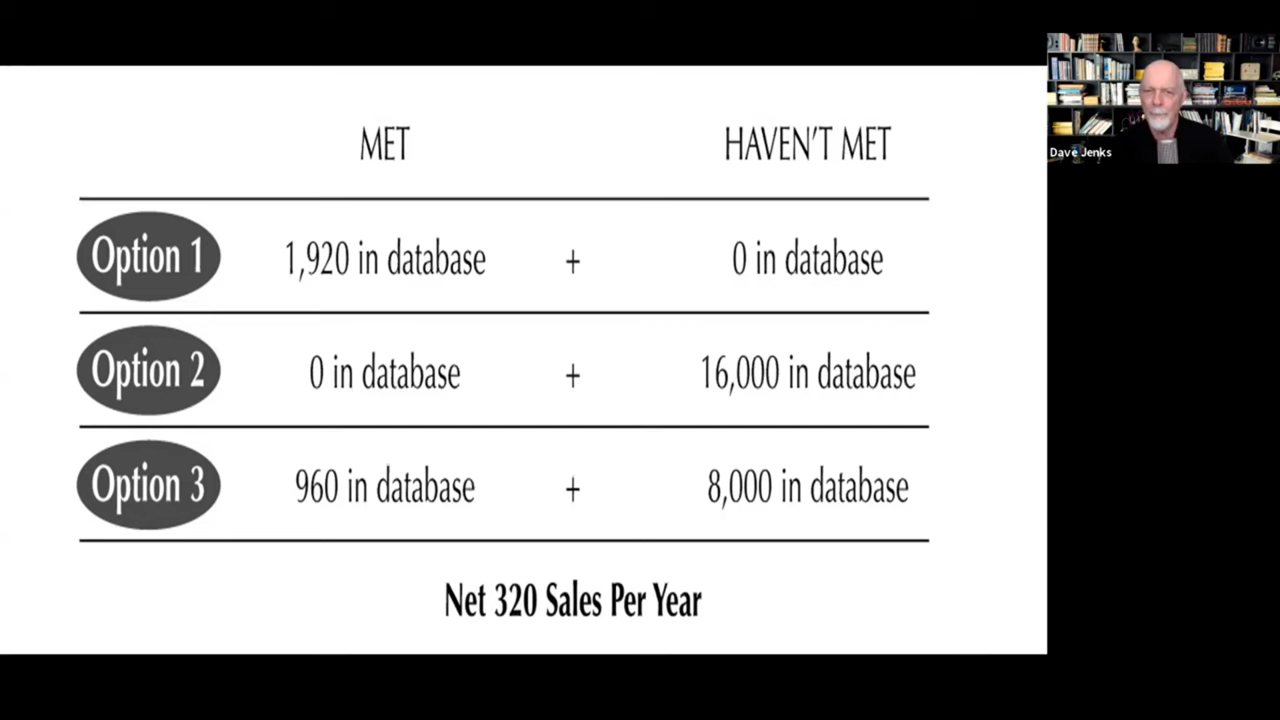 MET HAVEN'T MET
Dave Jenks
Option 1 1,920 in database + 0 in database
Option 2 0 in database + 16,000 in database
Option 3 960 in database + 8,000 in database
Net 320 Sales Per Year